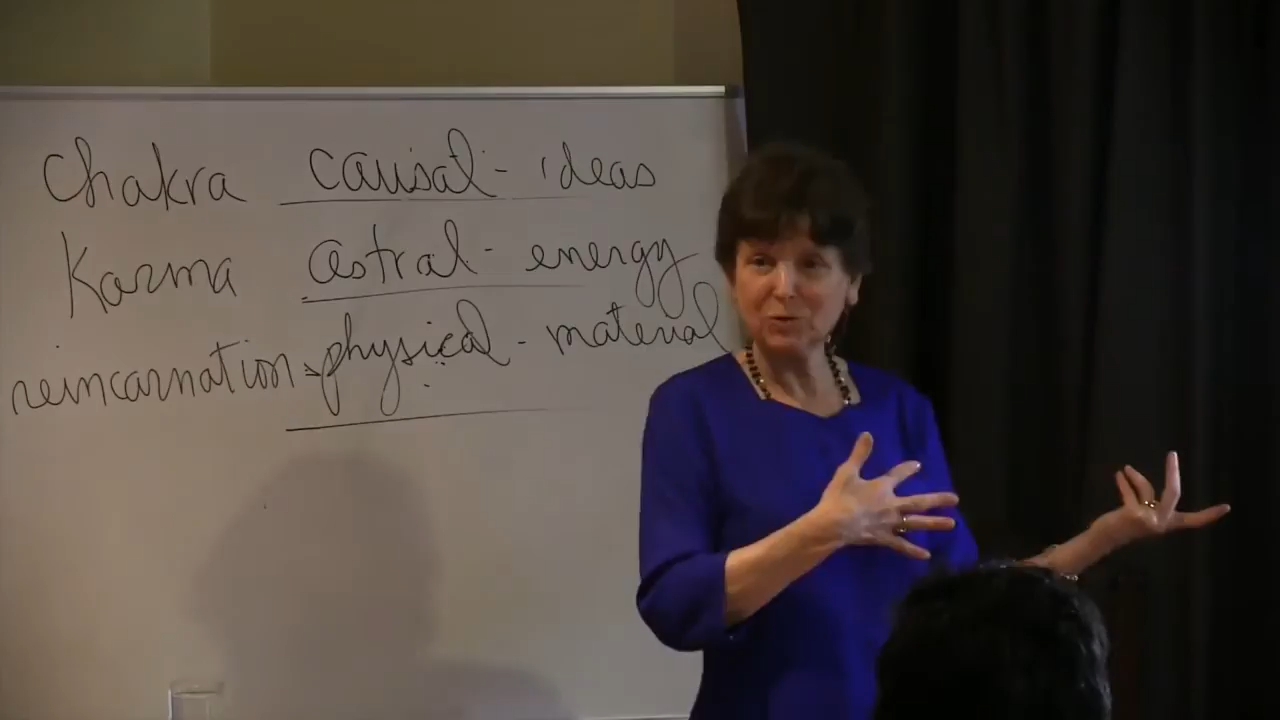 Chakra causal - ideas
Karma astral - energy
reincarnation physical - material